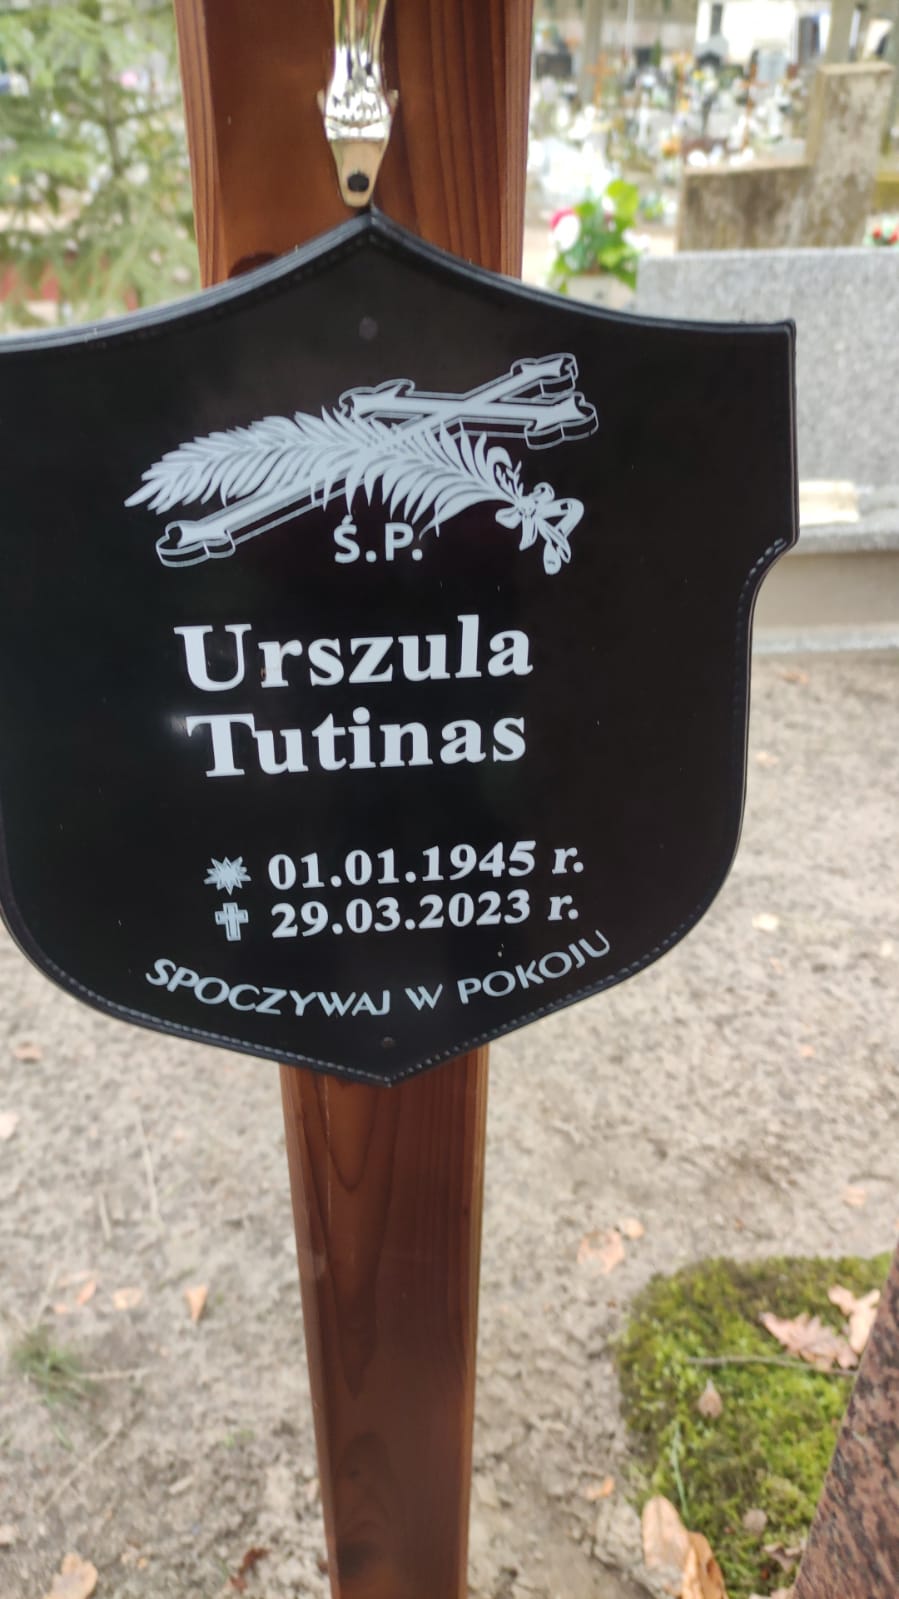 Ś.P.
Urszula
Tutinas
01.01.1945 r.
29.03.2023 r.
SPOCZYWAJ W POKOJU